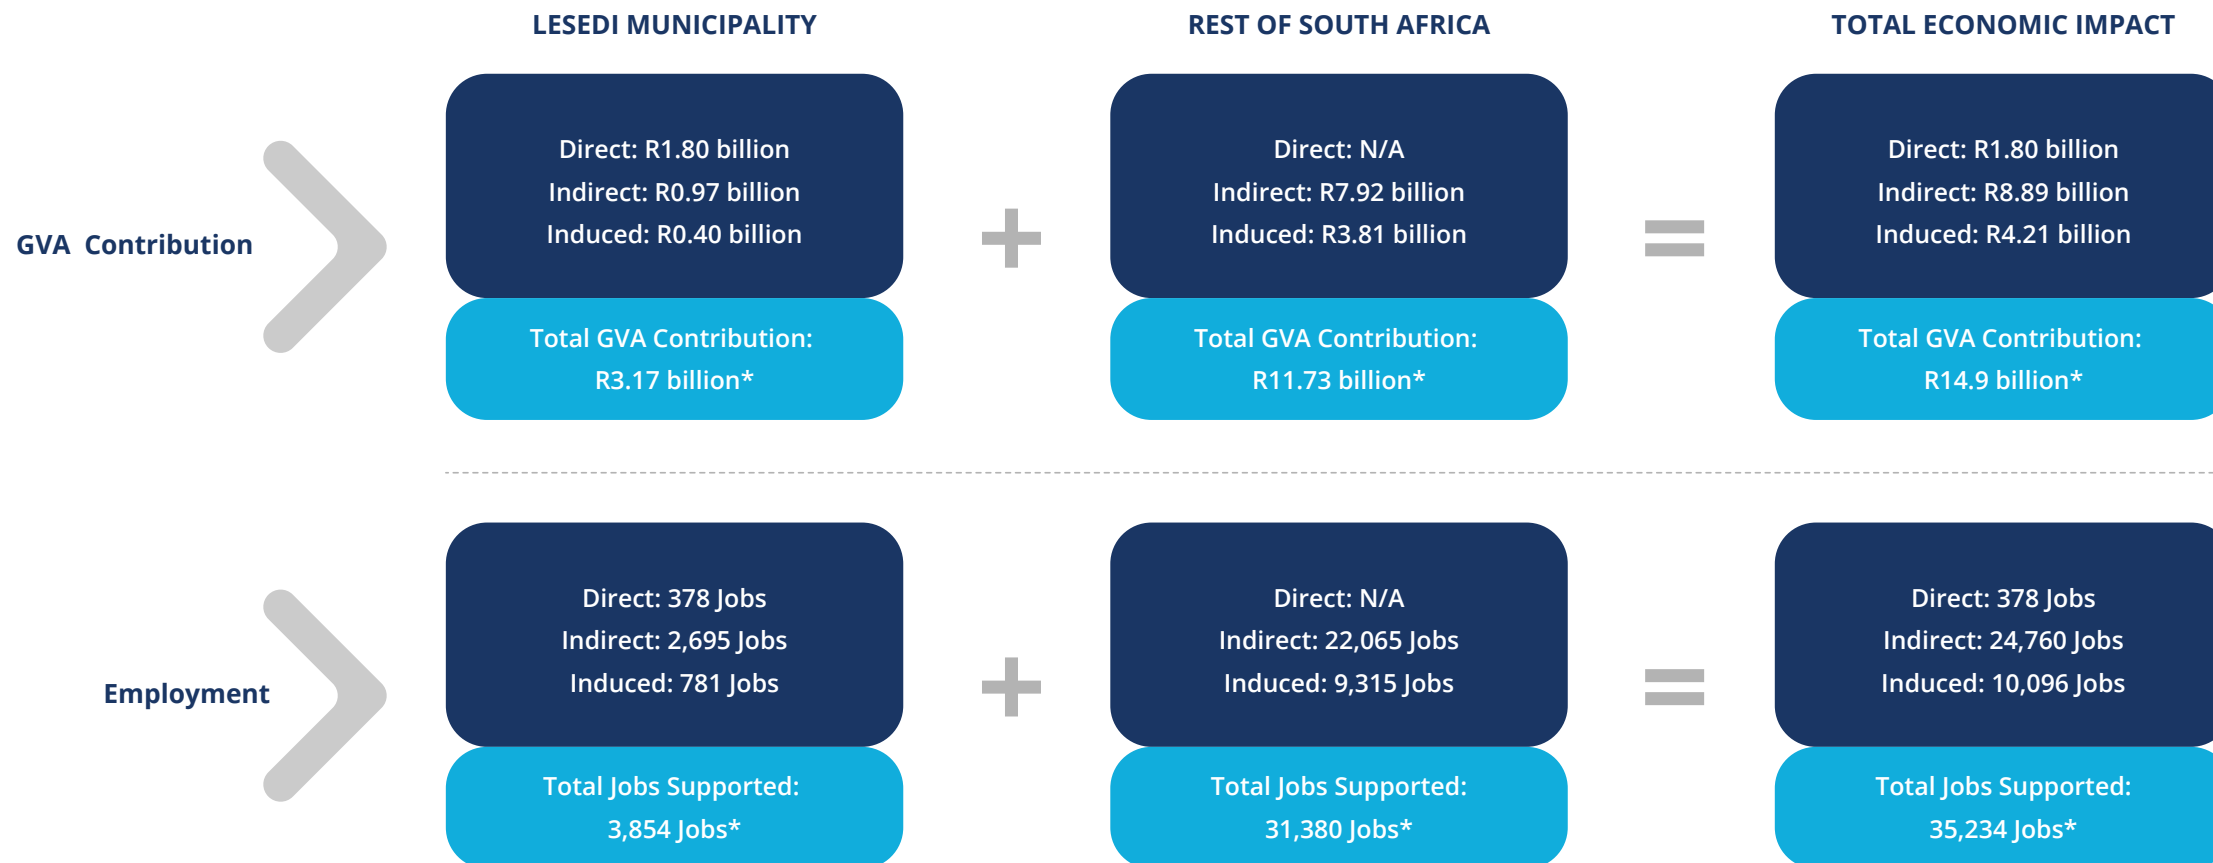 LESEDI MUNICIPALITY
REST OF SOUTH AFRICA
TOTAL ECONOMIC IMPACT
GVA Contribution
Direct: R1.80 billion
Indirect: R0.97 billion
Induced: R0.40 billion
Total GVA Contribution:
R3.17 billion*
+
Direct: N/A
Indirect: R7.92 billion
Induced: R3.81 billion
Total GVA Contribution:
R11.73 billion*
=
Direct: R1.80 billion
Indirect: R8.89 billion
Induced: R4.21 billion
Total GVA Contribution:
R14.9 billion*
Employment
Direct: 378 Jobs
Indirect: 2,695 Jobs
Induced: 781 Jobs
Total Jobs Supported:
3,854 Jobs*
+
Direct: N/A
Indirect: 22,065 Jobs
Induced: 9,315 Jobs
Total Jobs Supported:
31,380 Jobs*
=
Direct: 378 Jobs
Indirect: 24,760 Jobs
Induced: 10,096 Jobs
Total Jobs Supported:
35,234 Jobs*